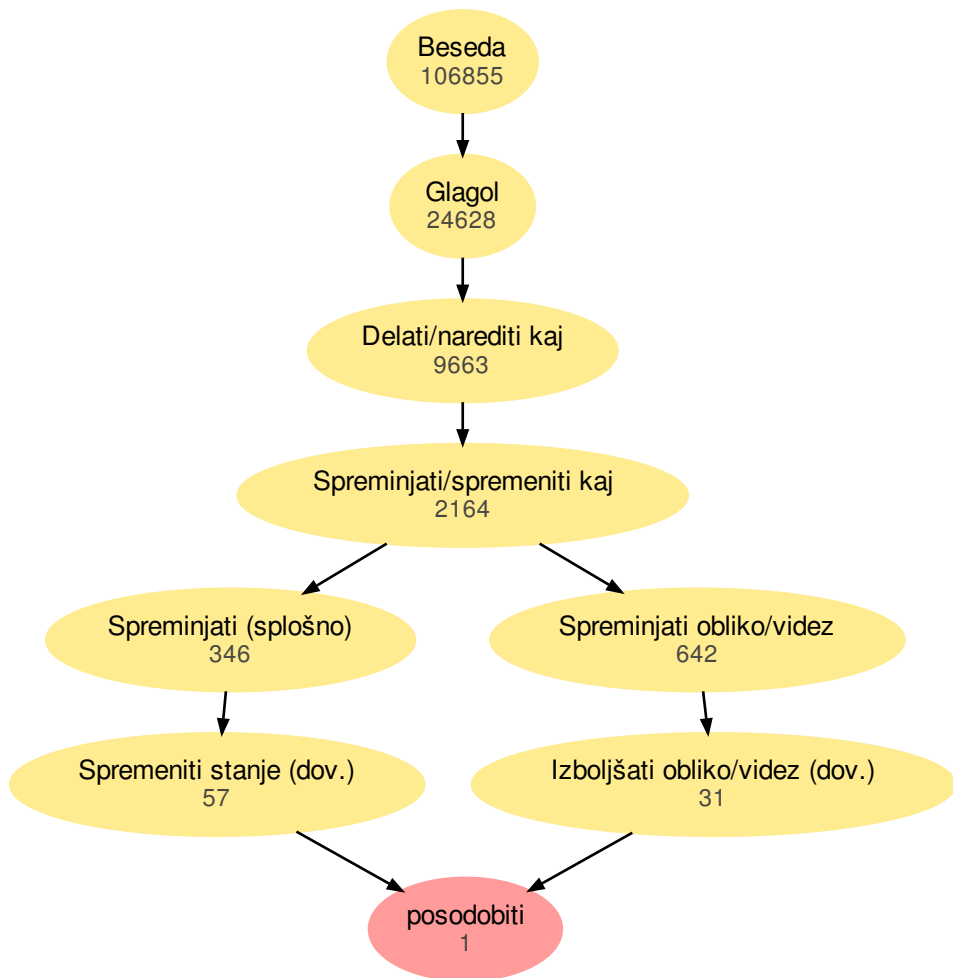 Beseda
106855
Glagol
24628
Delati/narediti kaj
9663
Spreminjati/spremeniti kaj
2164
Spreminjati (splošno)
346
Spreminjati obliko/videz
642
Spremeniti stanje (dov.)
57
Izboljšati obliko/videz (dov.)
31
posodobiti
1